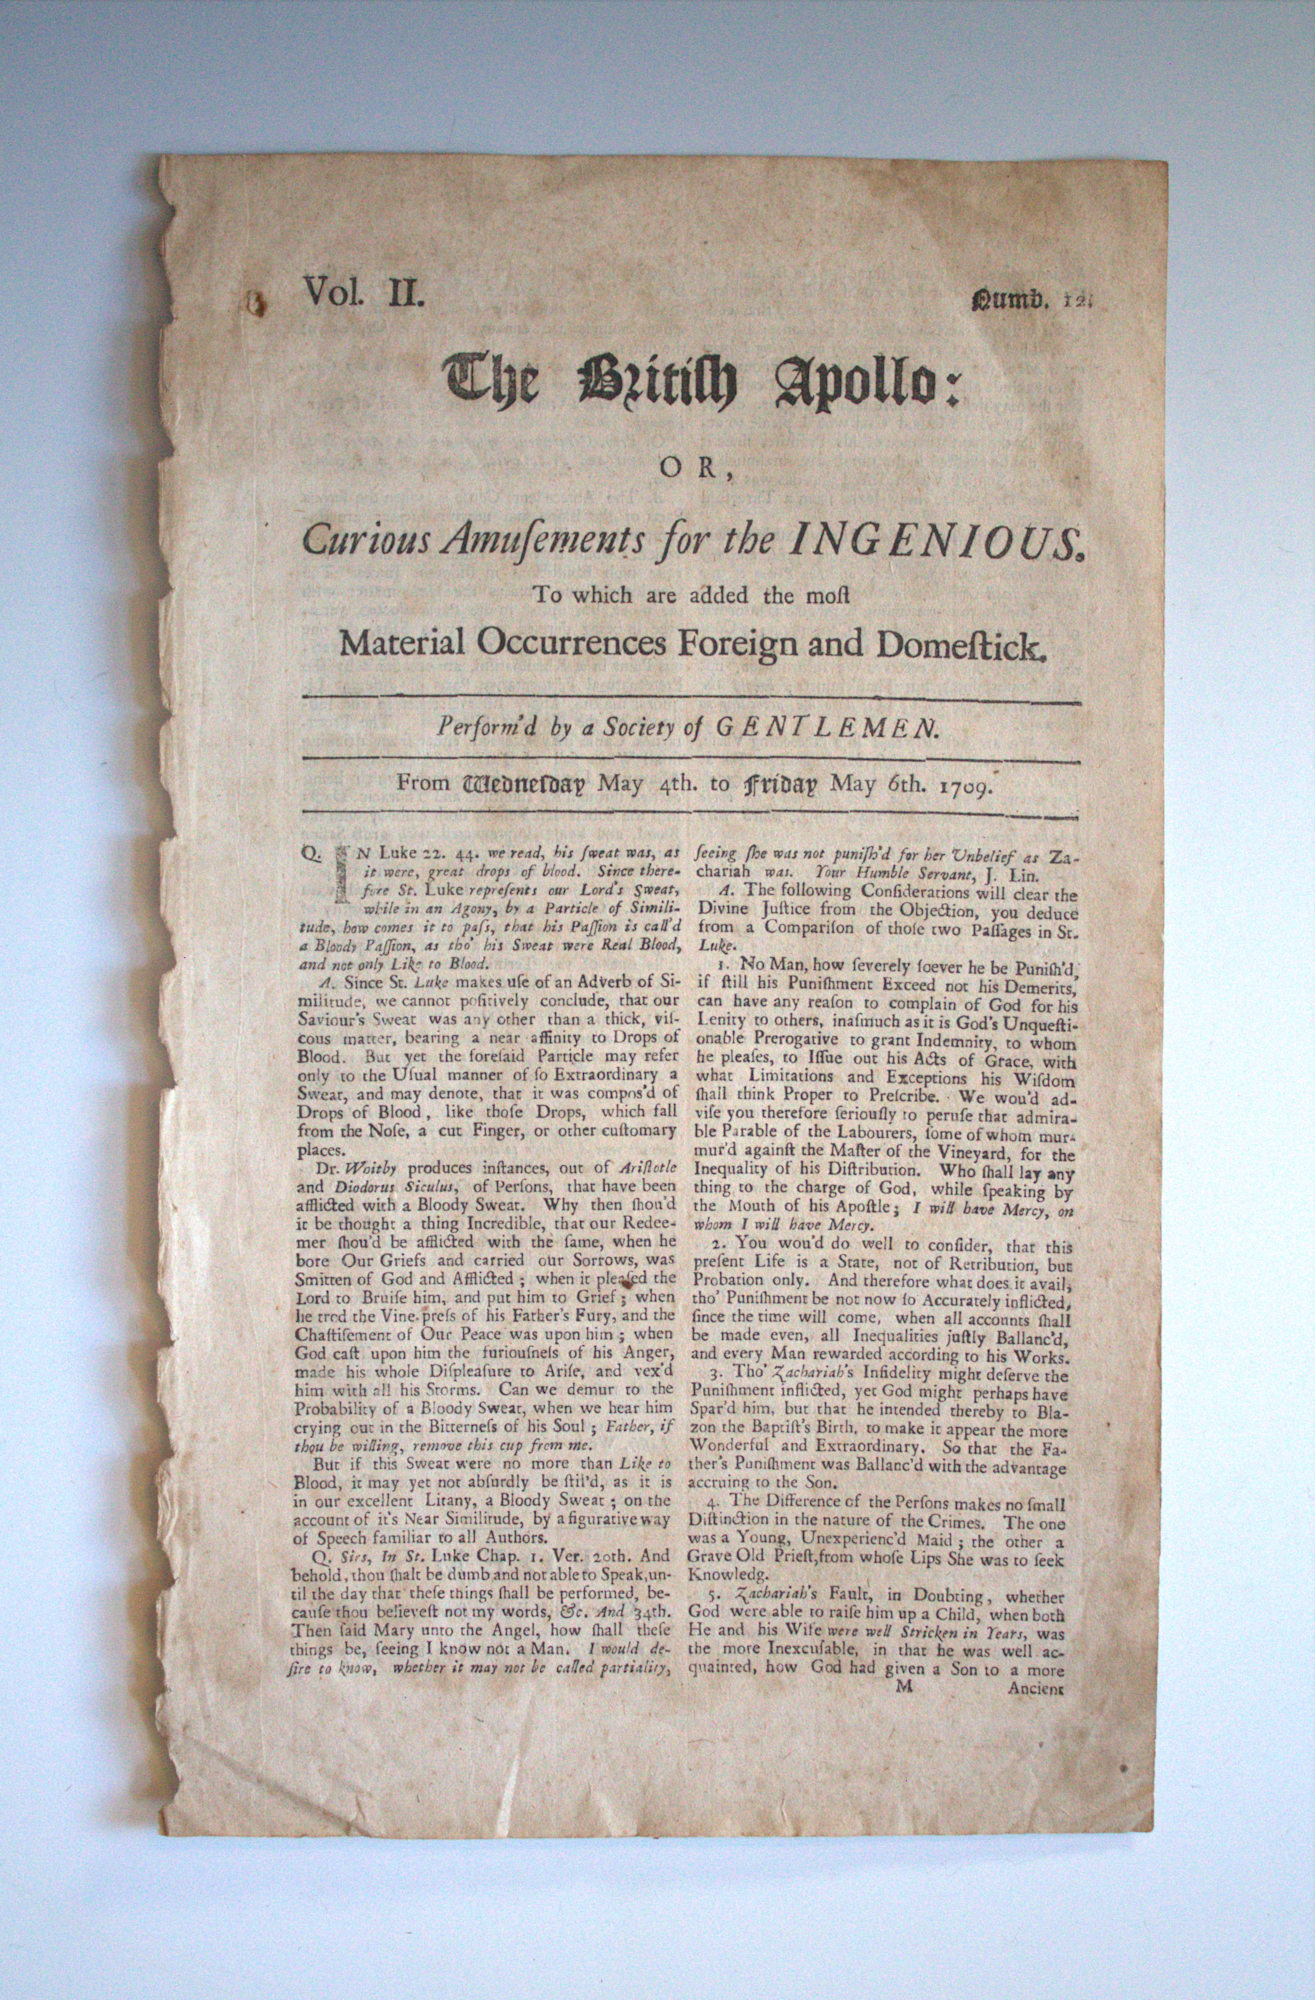 Vol. II.
Numb. 12.
The Britiſh Apollo:
OR,
Curious Amuſements for the INGENIOUS.
To which are added the moſt
Material Occurrences Foreign and Domeſtick.
Perform'd by a Society of GENTLEMEN.
From Wedneſday May 4th. to Friday May 6th. 1709.
Q. IN Luke 22. 44. we read, his ſweat was, as
it were, great drops of blood. Since there-
fore St. Luke repreſents our Lord's Sweat,
while in an Agony, by a Particle of Simili-
tude, how comes it to paſs, that his Paſſion is call'd
a Bloody Paſſion, as tho' his Sweat were Real Blood,
and not only Like to Blood.
A. Since St. Luke makes uſe of an Adverb of Si-
militude, we cannot poſitively conclude, that our
Saviour's Sweat was any other than a thick, viſ-
cous matter, bearing a near affinity to Drops of
Blood. But yet the foreſaid Particle may refer
only to the Uſual manner of ſo Extraordinary a
Sweat, and may denote, that it was compos'd of
Drops of Blood, like thoſe Drops, which fall
from the Noſe, a cut Finger, or other cuſtomary
places.
Dr. Whitby produces inſtances, out of Ariſtotle
and Diodorus Siculus, of Perſons, that have been
afflicted with a Bloody Sweat. Why then ſhou'd
it be thought a thing Incredible, that our Redee-
mer ſhou'd be afflicted with the ſame, when he
bore Our Griefs and carried our Sorrows, was
Smitten of God and Afflicted; when it pleaſed the
Lord to Bruiſe him, and put him to Grief; when
he trod the Vine-preſs of his Father's Fury, and the
Chaſtiſement of Our Peace was upon him; when
God caſt upon him the furiouſneſs of his Anger,
made his whole Diſpleaſure to Ariſe, and vex'd
him with all his Storms. Can we demur to the
Probability of a Bloody Sweat, when we hear him
crying out in the Bitterneſs of his Soul; Father, if
thou be willing, remove this cup from me.
But if this Sweat were no more than Like to
Blood, it may yet not abſurdly be ſtil'd, as it is
in our excellent Litany, a Bloody Sweat; on the
account of it's Near Similitude, by a figurative way
of Speech familiar to all Authors.
Q. Sirs, In St. Luke Chap. 1. Ver. 20th. And
behold, thou ſhalt be dumb and not able to Speak, un-
til the day that theſe things ſhall be performed, be-
cauſe thou believeſt not my words, &c. And 34th.
Then ſaid Mary unto the Angel, how ſhall theſe
things be, ſeeing I know not a Man. I would de-
ſire to know, whether it may not be called partiality,
ſeeing ſhe was not puniſh'd for her Unbelief as Za-
chariah was. Your Humble Servant, J. Lin.
A. The following Conſiderations will clear the
Divine Juſtice from the Objection, you deduce
from a Compariſon of thoſe two Paſſages in St.
Luke.
1. No Man, how ſeverely ſoever he be Puniſh'd,
if ſtill his Puniſhment Exceed not his Demerits,
can have any reaſon to complain of God for his
Lenity to others, inaſmuch as it is God's Unqueſti-
onable Prerogative to grant Indemnity, to whom
he pleaſes, to Iſſue out his Acts of Grace, with
what Limitations and Exceptions his Wiſdom
ſhall think Proper to Preſcribe. We wou'd ad-
viſe you therefore ſeriouſly to peruſe that admira-
ble Parable of the Labourers, ſome of whom mur-
mur'd againſt the Maſter of the Vineyard, for the
Inequality of his Diſtribution. Who ſhall lay any
thing to the charge of God, while ſpeaking by
the Mouth of his Apoſtle; I will have Mercy, on
whom I will have Mercy.
2. You wou'd do well to conſider, that this
preſent Life is a State, not of Retribution, but
Probation only. And therefore what does it avail,
tho' Puniſhment be not now ſo Accurately inflicted,
ſince the time will come, when all accounts ſhall
be made even, all Inequalities juſtly Ballanc'd,
and every Man rewarded according to his Works.
3. Tho' Zachariah's Infidelity might deſerve the
Puniſhment inflicted, yet God might perhaps have
Spar'd him, but that he intended thereby to Bla-
zon the Baptiſt's Birth, to make it appear the more
Wonderful and Extraordinary. So that the Fa-
ther's Puniſhment was Ballanc'd with the advantage
accruing to the Son.
4. The Difference of the Perſons makes no ſmall
Diſtinction in the nature of the Crimes. The one
was a Young, Unexperienc'd Maid; the other a
Grave Old Prieſt, from whoſe Lips She was to ſeek
Knowledg.
5. Zachariah's Fault, in Doubting, whether
God were able to raiſe him up a Child, when both
He and his Wife were well Stricken in Years, was
the more Inexcuſable, in that he was well ac-
quainted, how God had given a Son to a more
M
Ancient